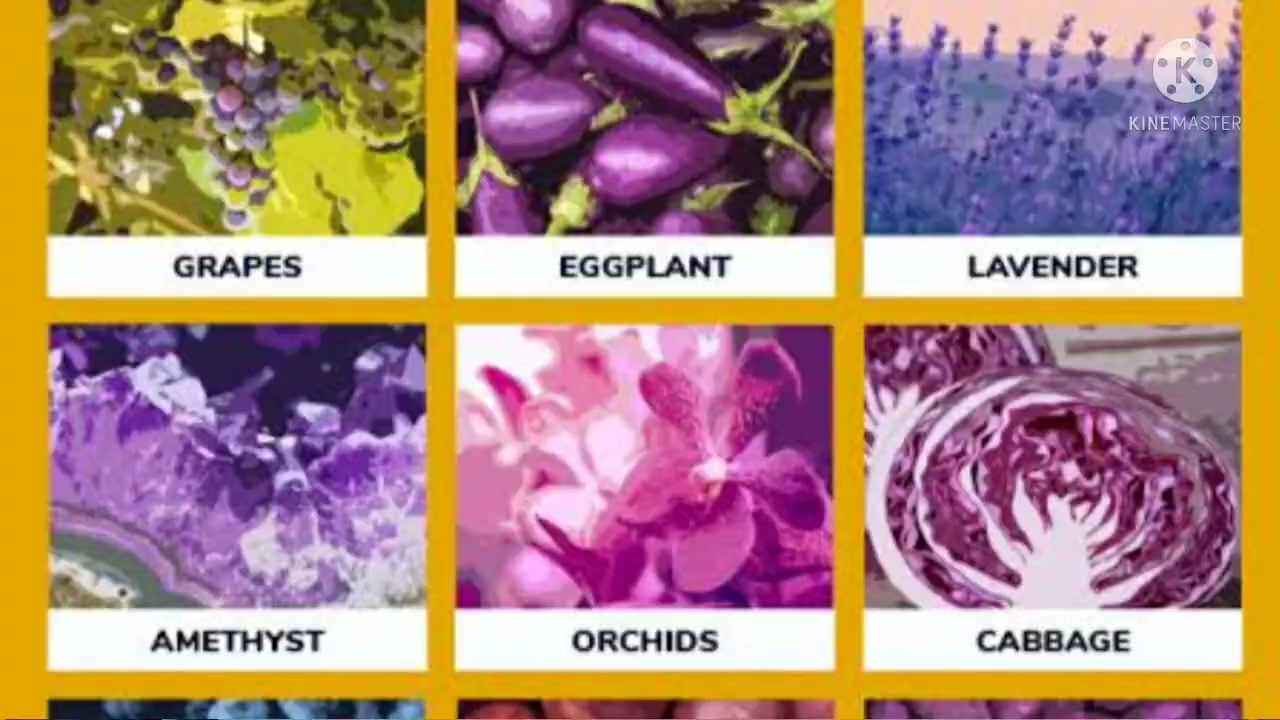 K
KINEMASTER
GRAPES
EGGPLANT
LAVENDER
AMETHYST
ORCHIDS
CABBAGE